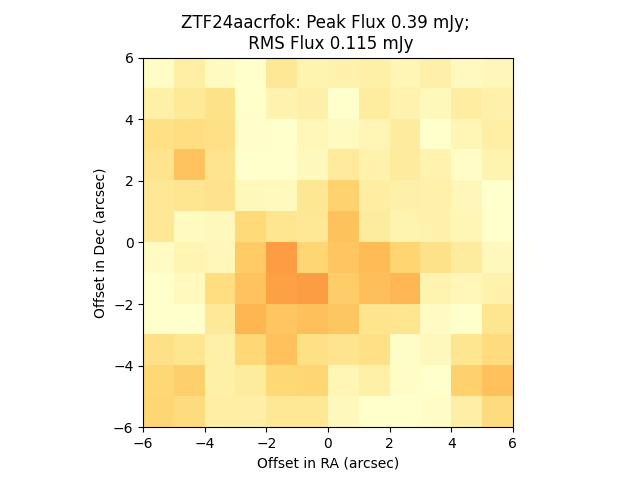 ZTF24aacrfok: Peak Flux 0.39 mJy;
RMS Flux 0.115 mJy
6
4
2
0
−2
−4
−6
Offset in Dec (arcsec)
−6 −4 −2 0 2 4 6
Offset in RA (arcsec)